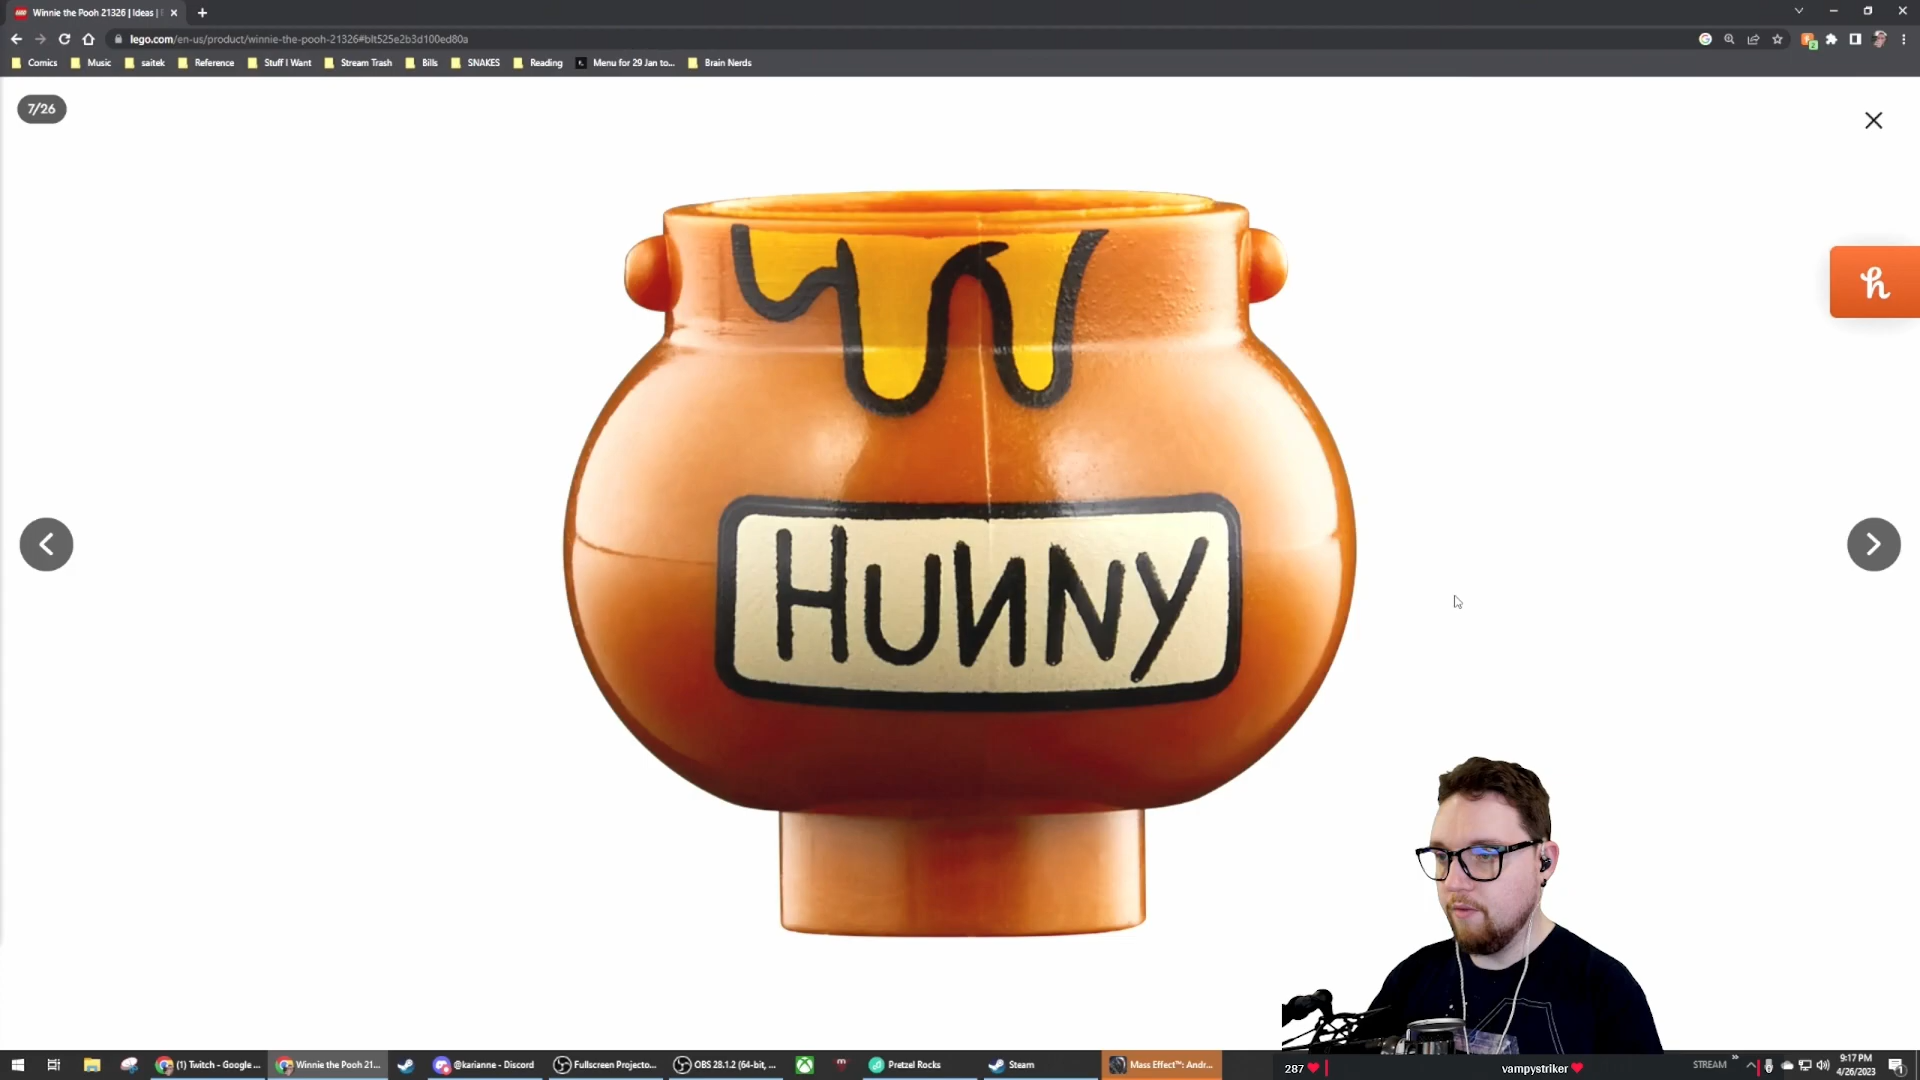 Winnie the Pooh 21326 | Ideas |
lego.com/en-us/product/winnie-the-pooh-21326#blt525e2b3d100ed80a
Comics Music saitek Reference Stuff I Want Stream Trash Bills SNAKES Reading Menu for 29 Jan to... Brain Nerds
7/26
h
HUNNY
(1) Twitch - Google ... Winnie the Pooh 21... @karianne - Discord Fullscreen Projecto... OBS 28.1.2 (64-bit, ... Pretzel Rocks Steam Mass Effect™: Andr... 287 vampystriker STREAM 9:17 PM
4/26/2023